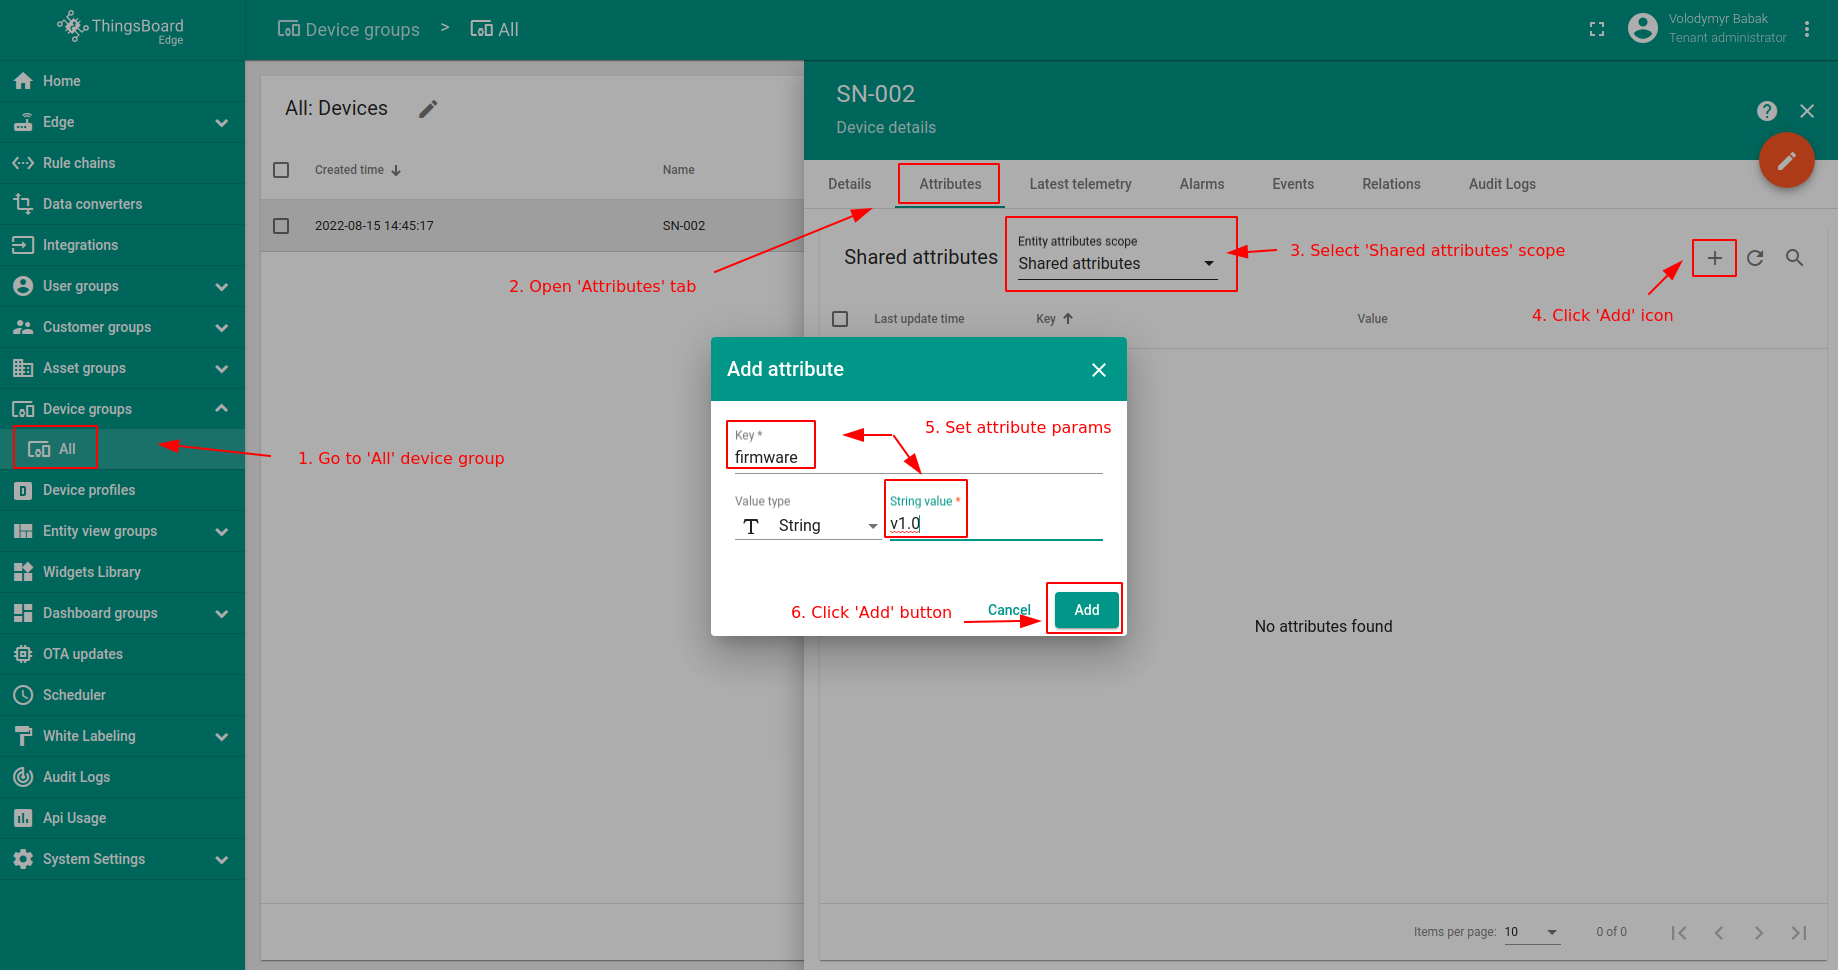 ThingsBoard
Edge
Device groups > All
Volodymyr Babak
Tenant administrator
Home
Edge
Rule chains
Data converters
Integrations
User groups
Customer groups
Asset groups
Device groups
All
Device profiles
Entity view groups
Widgets Library
Dashboard groups
OTA updates
Scheduler
White Labeling
Audit Logs
Api Usage
System Settings
1. Go to 'All' device group
All: Devices
Created time Name
2022-08-15 14:45:17 SN-002
2. Open 'Attributes' tab
SN-002
Device details
Details Attributes Latest telemetry Alarms Events Relations Audit Logs
Shared attributes
Entity attributes scope
Shared attributes
3. Select 'Shared attributes' scope
4. Click 'Add' icon
Last update time Key Value
Add attribute
5. Set attribute params
Key *
firmware
Value type
String
String value *
v1.0
6. Click 'Add' button
Cancel Add
No attributes found
Items per page: 10 0 of 0